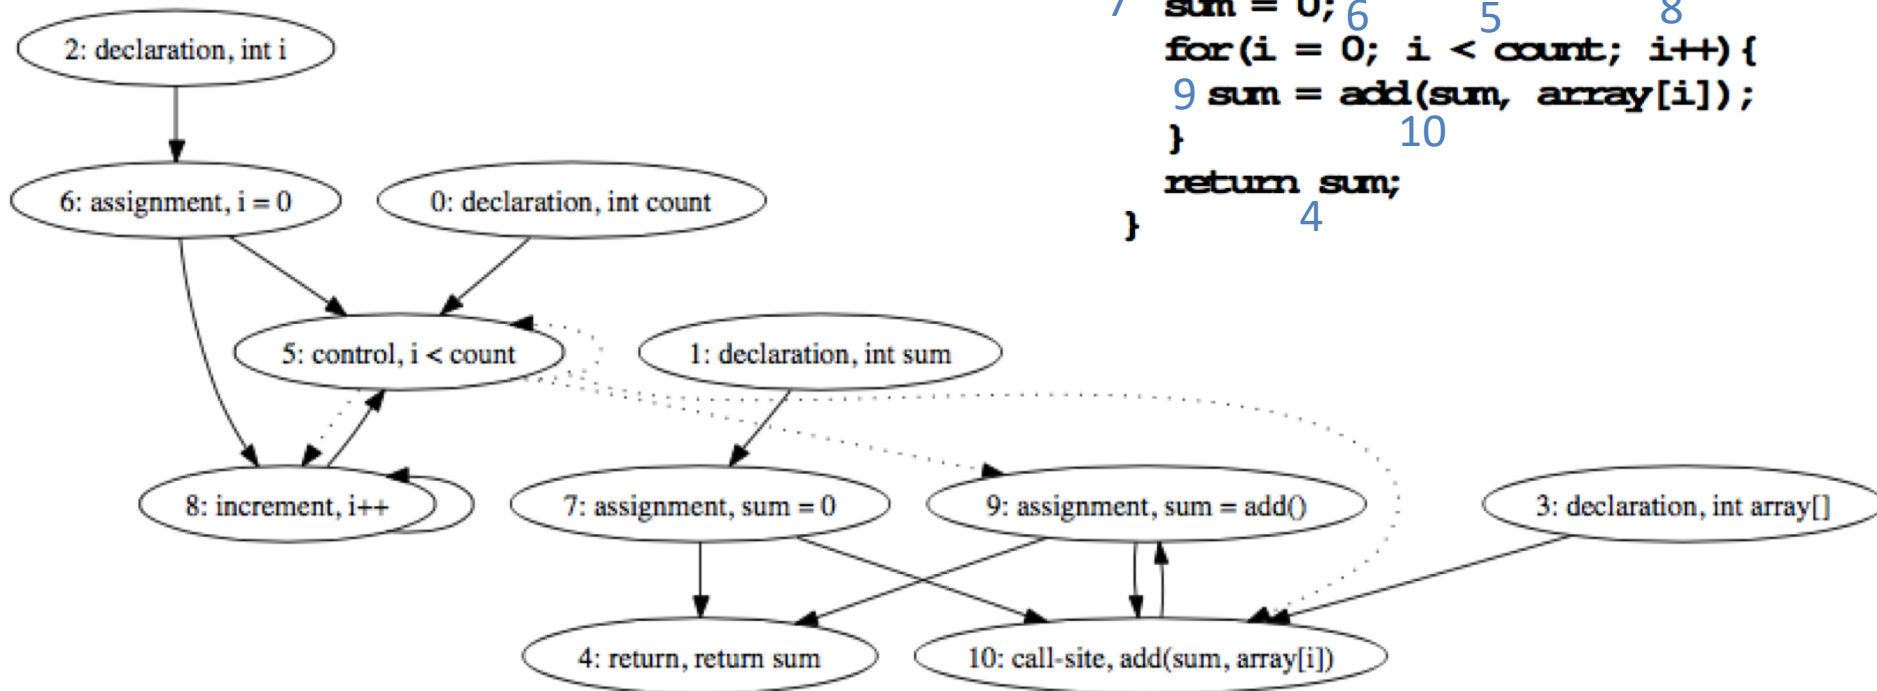 7 sum = 0; 6 5 8
for(i = 0; i < count; i++){
9 sum = add(sum, array[i]);
} 10
return sum;
} 4
2: declaration, int i
6: assignment, i = 0
0: declaration, int count
5: control, i < count
1: declaration, int sum
8: increment, i++
7: assignment, sum = 0
9: assignment, sum = add()
3: declaration, int array[]
4: return, return sum
10: call-site, add(sum, array[i])